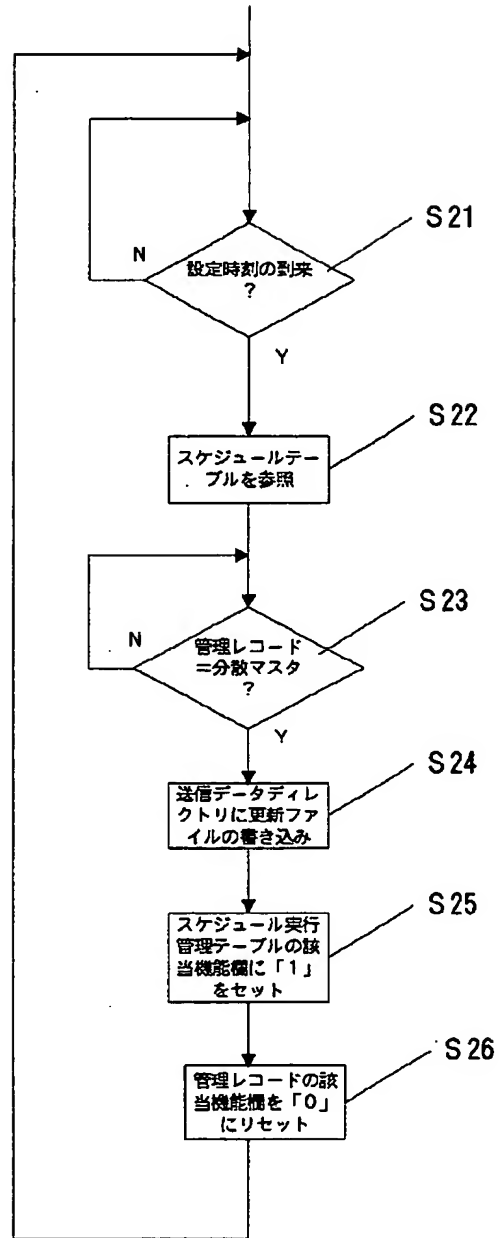 S21
設定時刻の到来
?
N
Y
S22
スケジュールテー
ブルを参照
S23
管理レコード
=分散マスタ
?
N
Y
S24
送信データディレ
クトリに更新ファ
イルの書き込み
S25
スケジュール実行
管理テーブルの該
当機能欄に「1」
をセット
S26
管理レコードの該
当機能欄を「0」
にリセット